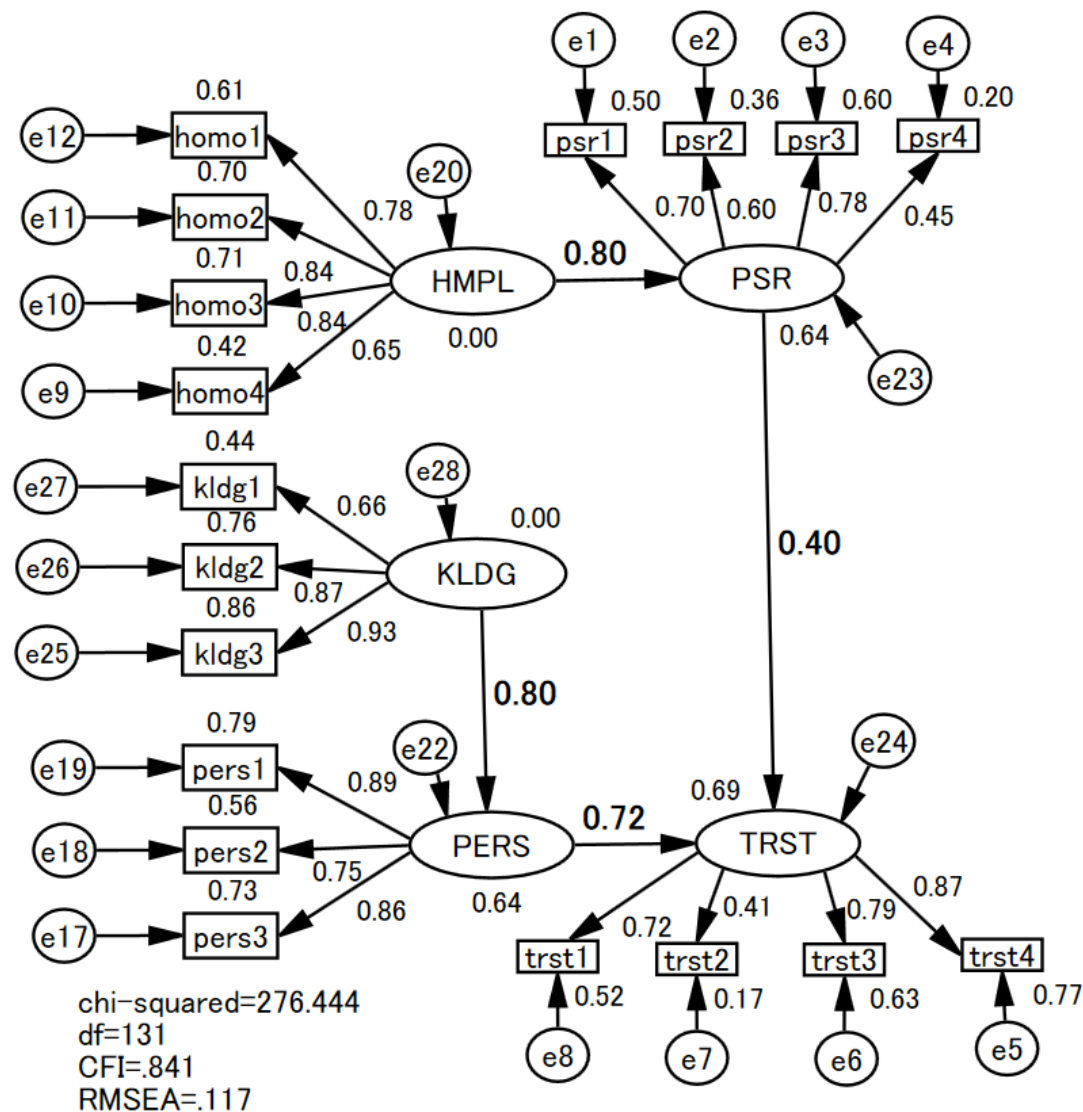 e1
e2
e3
e4
0.61
0.50
0.36
0.60
0.20
e12
homo1
psr1
psr2
psr3
psr4
0.70
e20
e11
homo2
0.78
0.70
0.60
0.78
0.45
0.71
0.84
HMPL
0.80
PSR
e10
homo3
0.84
0.00
0.64
0.42
0.65
e23
e9
homo4
0.44
e27
kldg1
0.66
e28
0.00
0.76
0.40
e26
kldg2
0.87
KLDG
0.86
0.93
e25
kldg3
0.80
0.79
e22
e24
e19
pers1
0.89
0.69
0.56
0.72
e18
pers2
0.75
PERS
TRST
0.73
0.86
0.64
0.87
e17
pers3
0.72
0.41
0.79
trst1
trst2
trst3
trst4
0.52
0.17
0.63
0.77
e8
e7
e6
e5
chi-squared=276.444
df=131
CFI=.841
RMSEA=.117